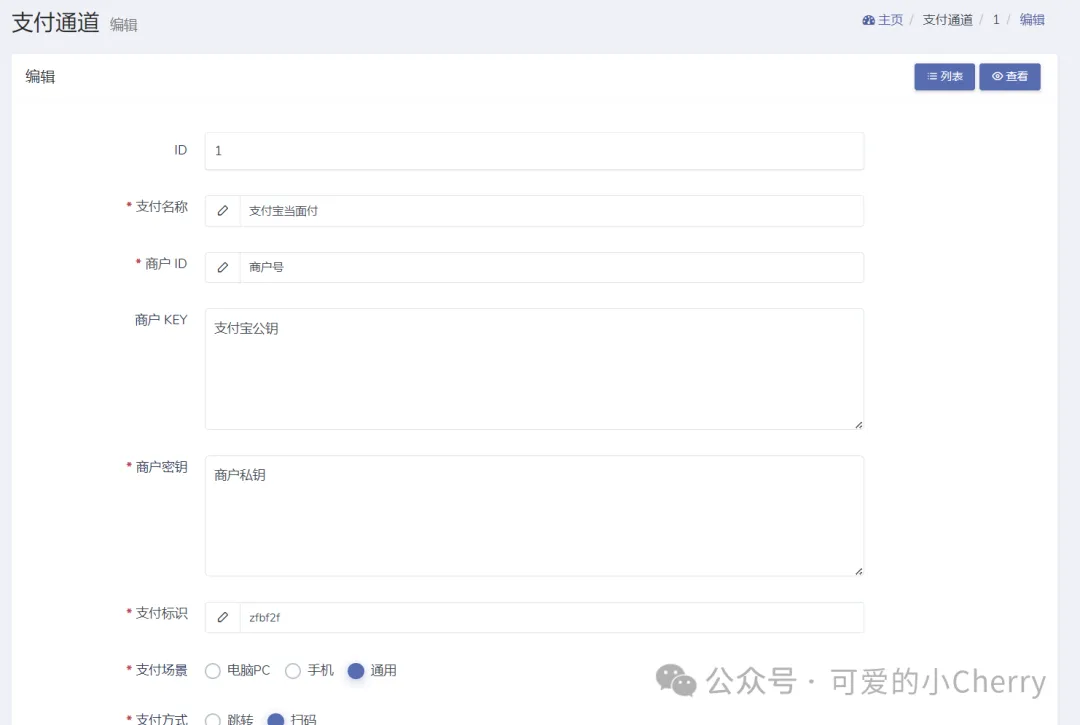 支付通道 编辑
主页 / 支付通道 / 1 / 编辑
编辑
列表
查看
ID
1
* 支付名称
支付宝当面付
* 商户 ID
商户号
商户 KEY
支付宝公钥
* 商户密钥
商户私钥
* 支付标识
zfbf2f
* 支付场景 电脑PC 手机 通用
公众号 · 可爱的小Cherry
* 支付方式 跳转 扫码